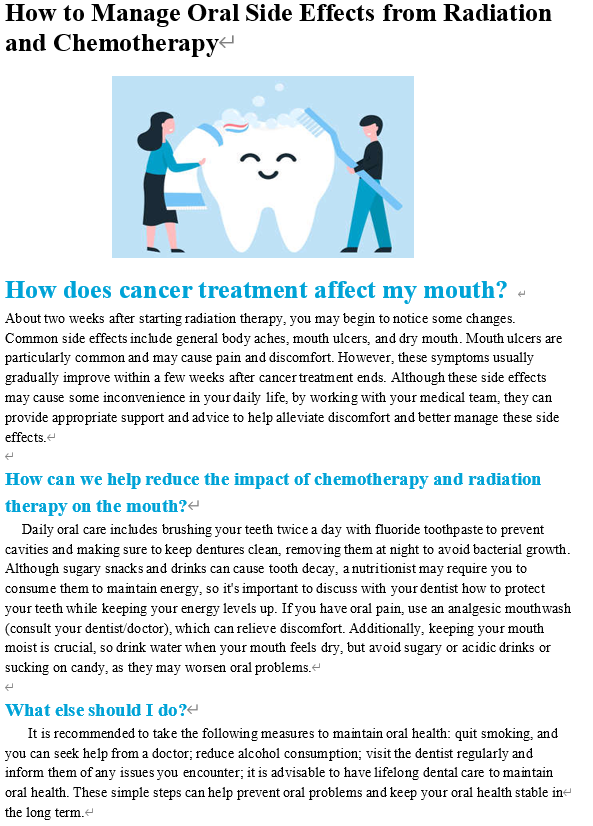 How to Manage Oral Side Effects from Radiation
and Chemotherapy
How does cancer treatment affect my mouth?
About two weeks after starting radiation therapy, you may begin to notice some changes.
Common side effects include general body aches, mouth ulcers, and dry mouth. Mouth ulcers are
particularly common and may cause pain and discomfort. However, these symptoms usually
gradually improve within a few weeks after cancer treatment ends. Although these side effects
may cause some inconvenience in your daily life, by working with your medical team, they can
provide appropriate support and advice to help alleviate discomfort and better manage these side
effects.
How can we help reduce the impact of chemotherapy and radiation
therapy on the mouth?
Daily oral care includes brushing your teeth twice a day with fluoride toothpaste to prevent
cavities and making sure to keep dentures clean, removing them at night to avoid bacterial growth.
Although sugary snacks and drinks can cause tooth decay, a nutritionist may require you to
consume them to maintain energy, so it's important to discuss with your dentist how to protect
your teeth while keeping your energy levels up. If you have oral pain, use an analgesic mouthwash
(consult your dentist/doctor), which can relieve discomfort. Additionally, keeping your mouth
moist is crucial, so drink water when your mouth feels dry, but avoid sugary or acidic drinks or
sucking on candy, as they may worsen oral problems.
What else should I do?
It is recommended to take the following measures to maintain oral health: quit smoking, and
you can seek help from a doctor; reduce alcohol consumption; visit the dentist regularly and
inform them of any issues you encounter; it is advisable to have lifelong dental care to maintain
oral health. These simple steps can help prevent oral problems and keep your oral health stable in
the long term.